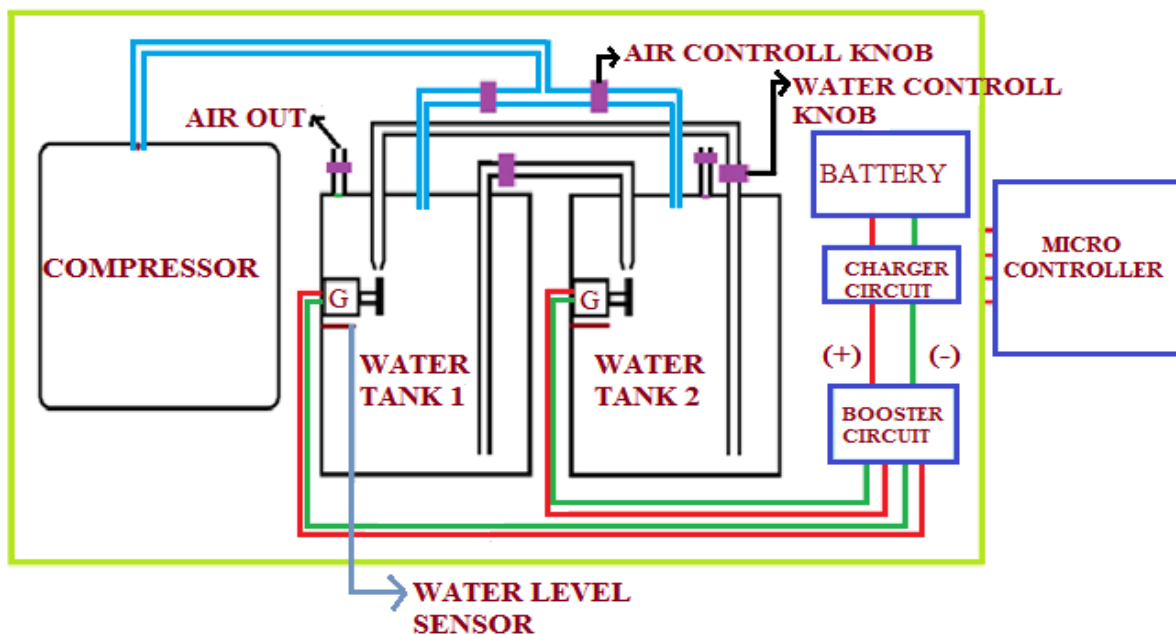 AIR CONTROLL KNOB
WATER CONTROLL
KNOB
AIR OUT
BATTERY
COMPRESSOR
MICRO
CONTROLLER
CHARGER
CIRCUIT
G
G
(+) (-)
WATER
TANK 1
WATER
TANK 2
BOOSTER
CIRCUIT
WATER LEVEL
SENSOR